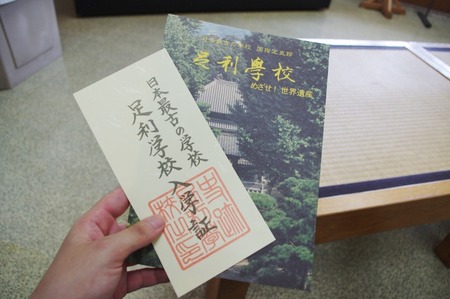 足利學校
めざせ！世界遺産
日本最古の学校
足利学校
入学証